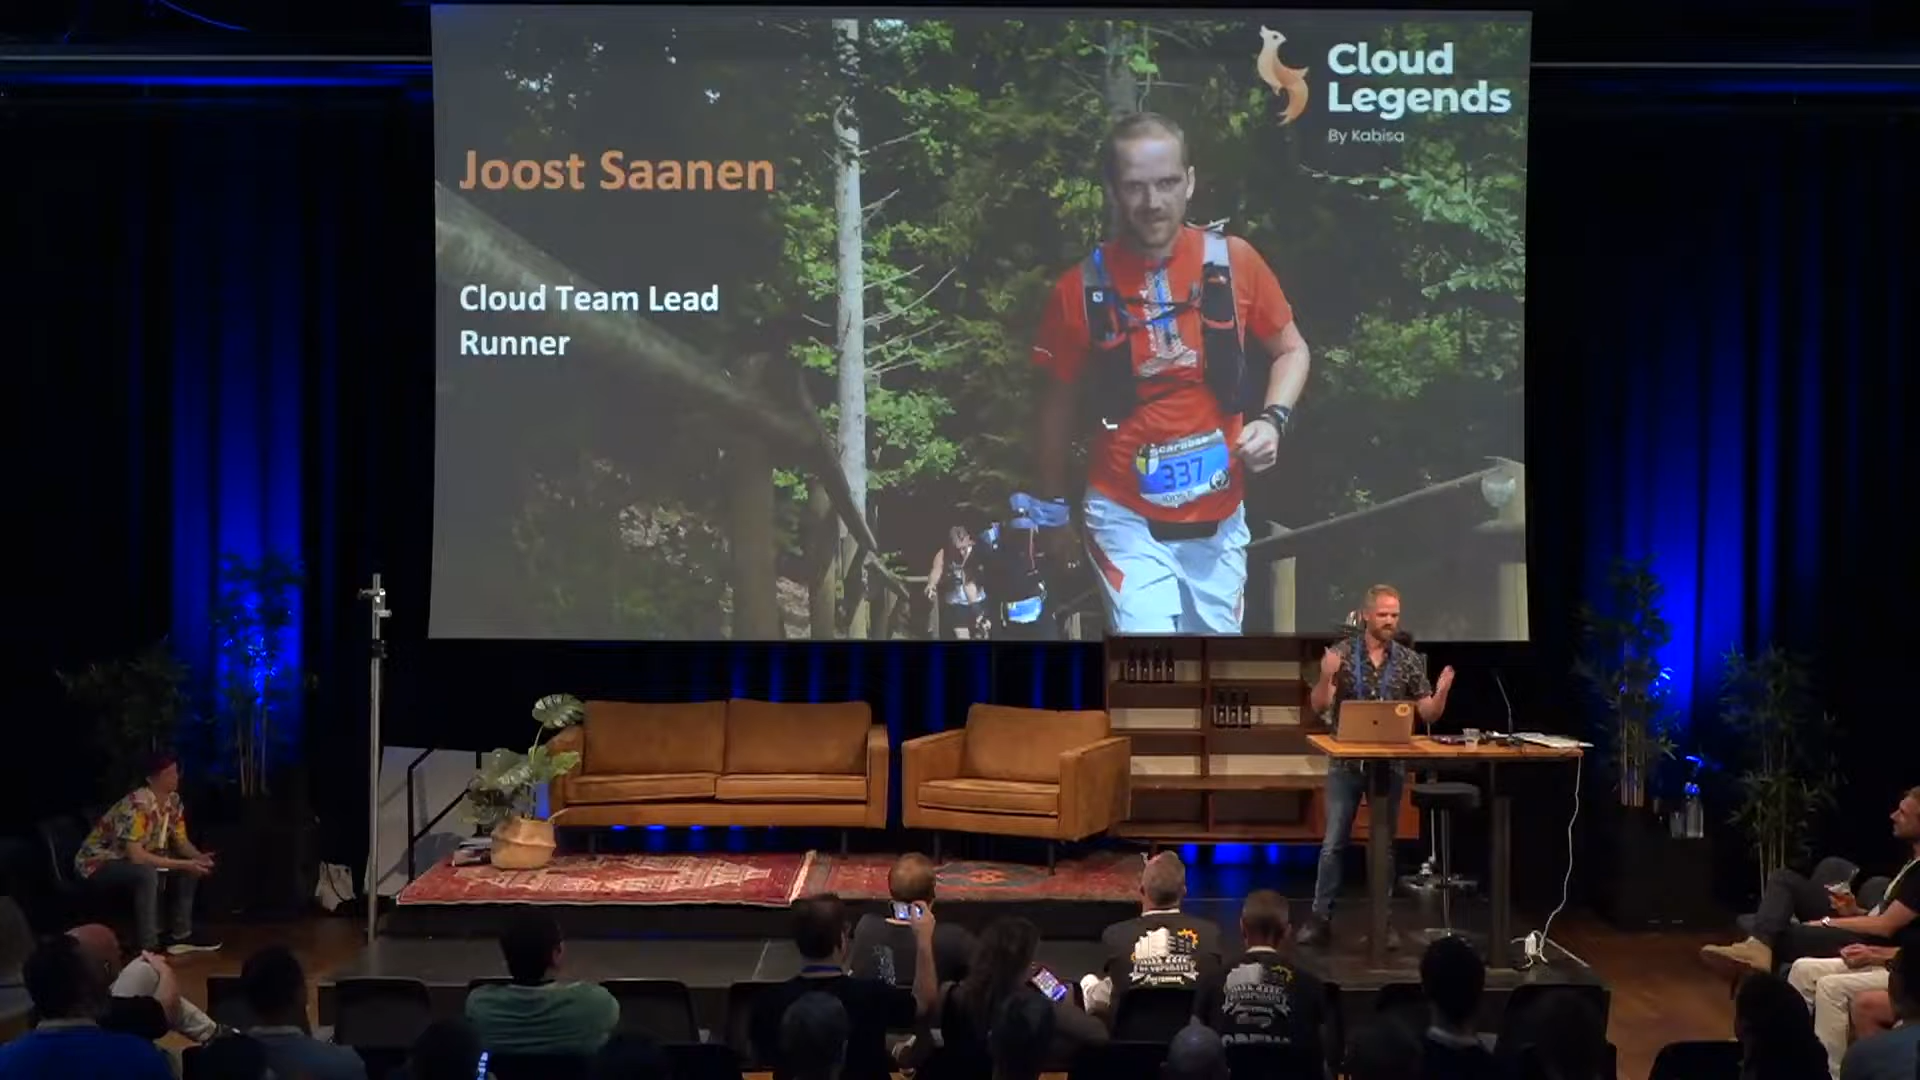 Cloud
Legends
By Kabisa
Joost Saanen
Cloud Team Lead
Runner
337